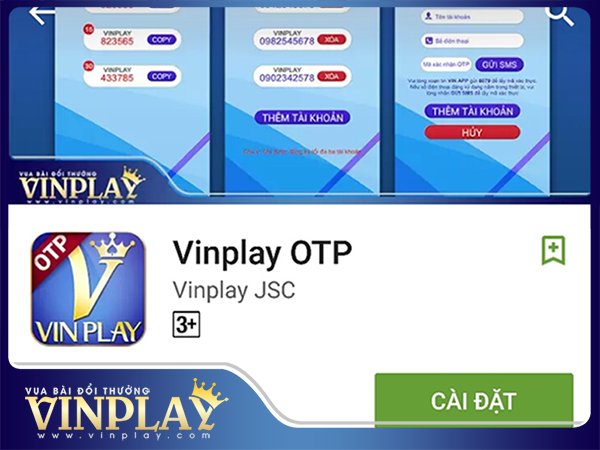 15 VINPLAY
823565 COPY
30 VINPLAY
433785 COPY
VINPLAY
0982545678 XÓA
VINPLAY
0902342578 XÓA
THÊM TÀI KHOẢN
Tên tài khoản
Số điện thoại
Mã xác nhận OTP GỬI SMS
THÊM TÀI KHOẢN
HỦY
VUA BÀI ĐỔI THƯỞNG
VINPLAY
www.vinplay.com
OTP
V
VIN PLAY
Vinplay OTP
Vinplay JSC
3+
CÀI ĐẶT
VUA BÀI ĐỔI THƯỞNG
VINPLAY
www.vinplay.com